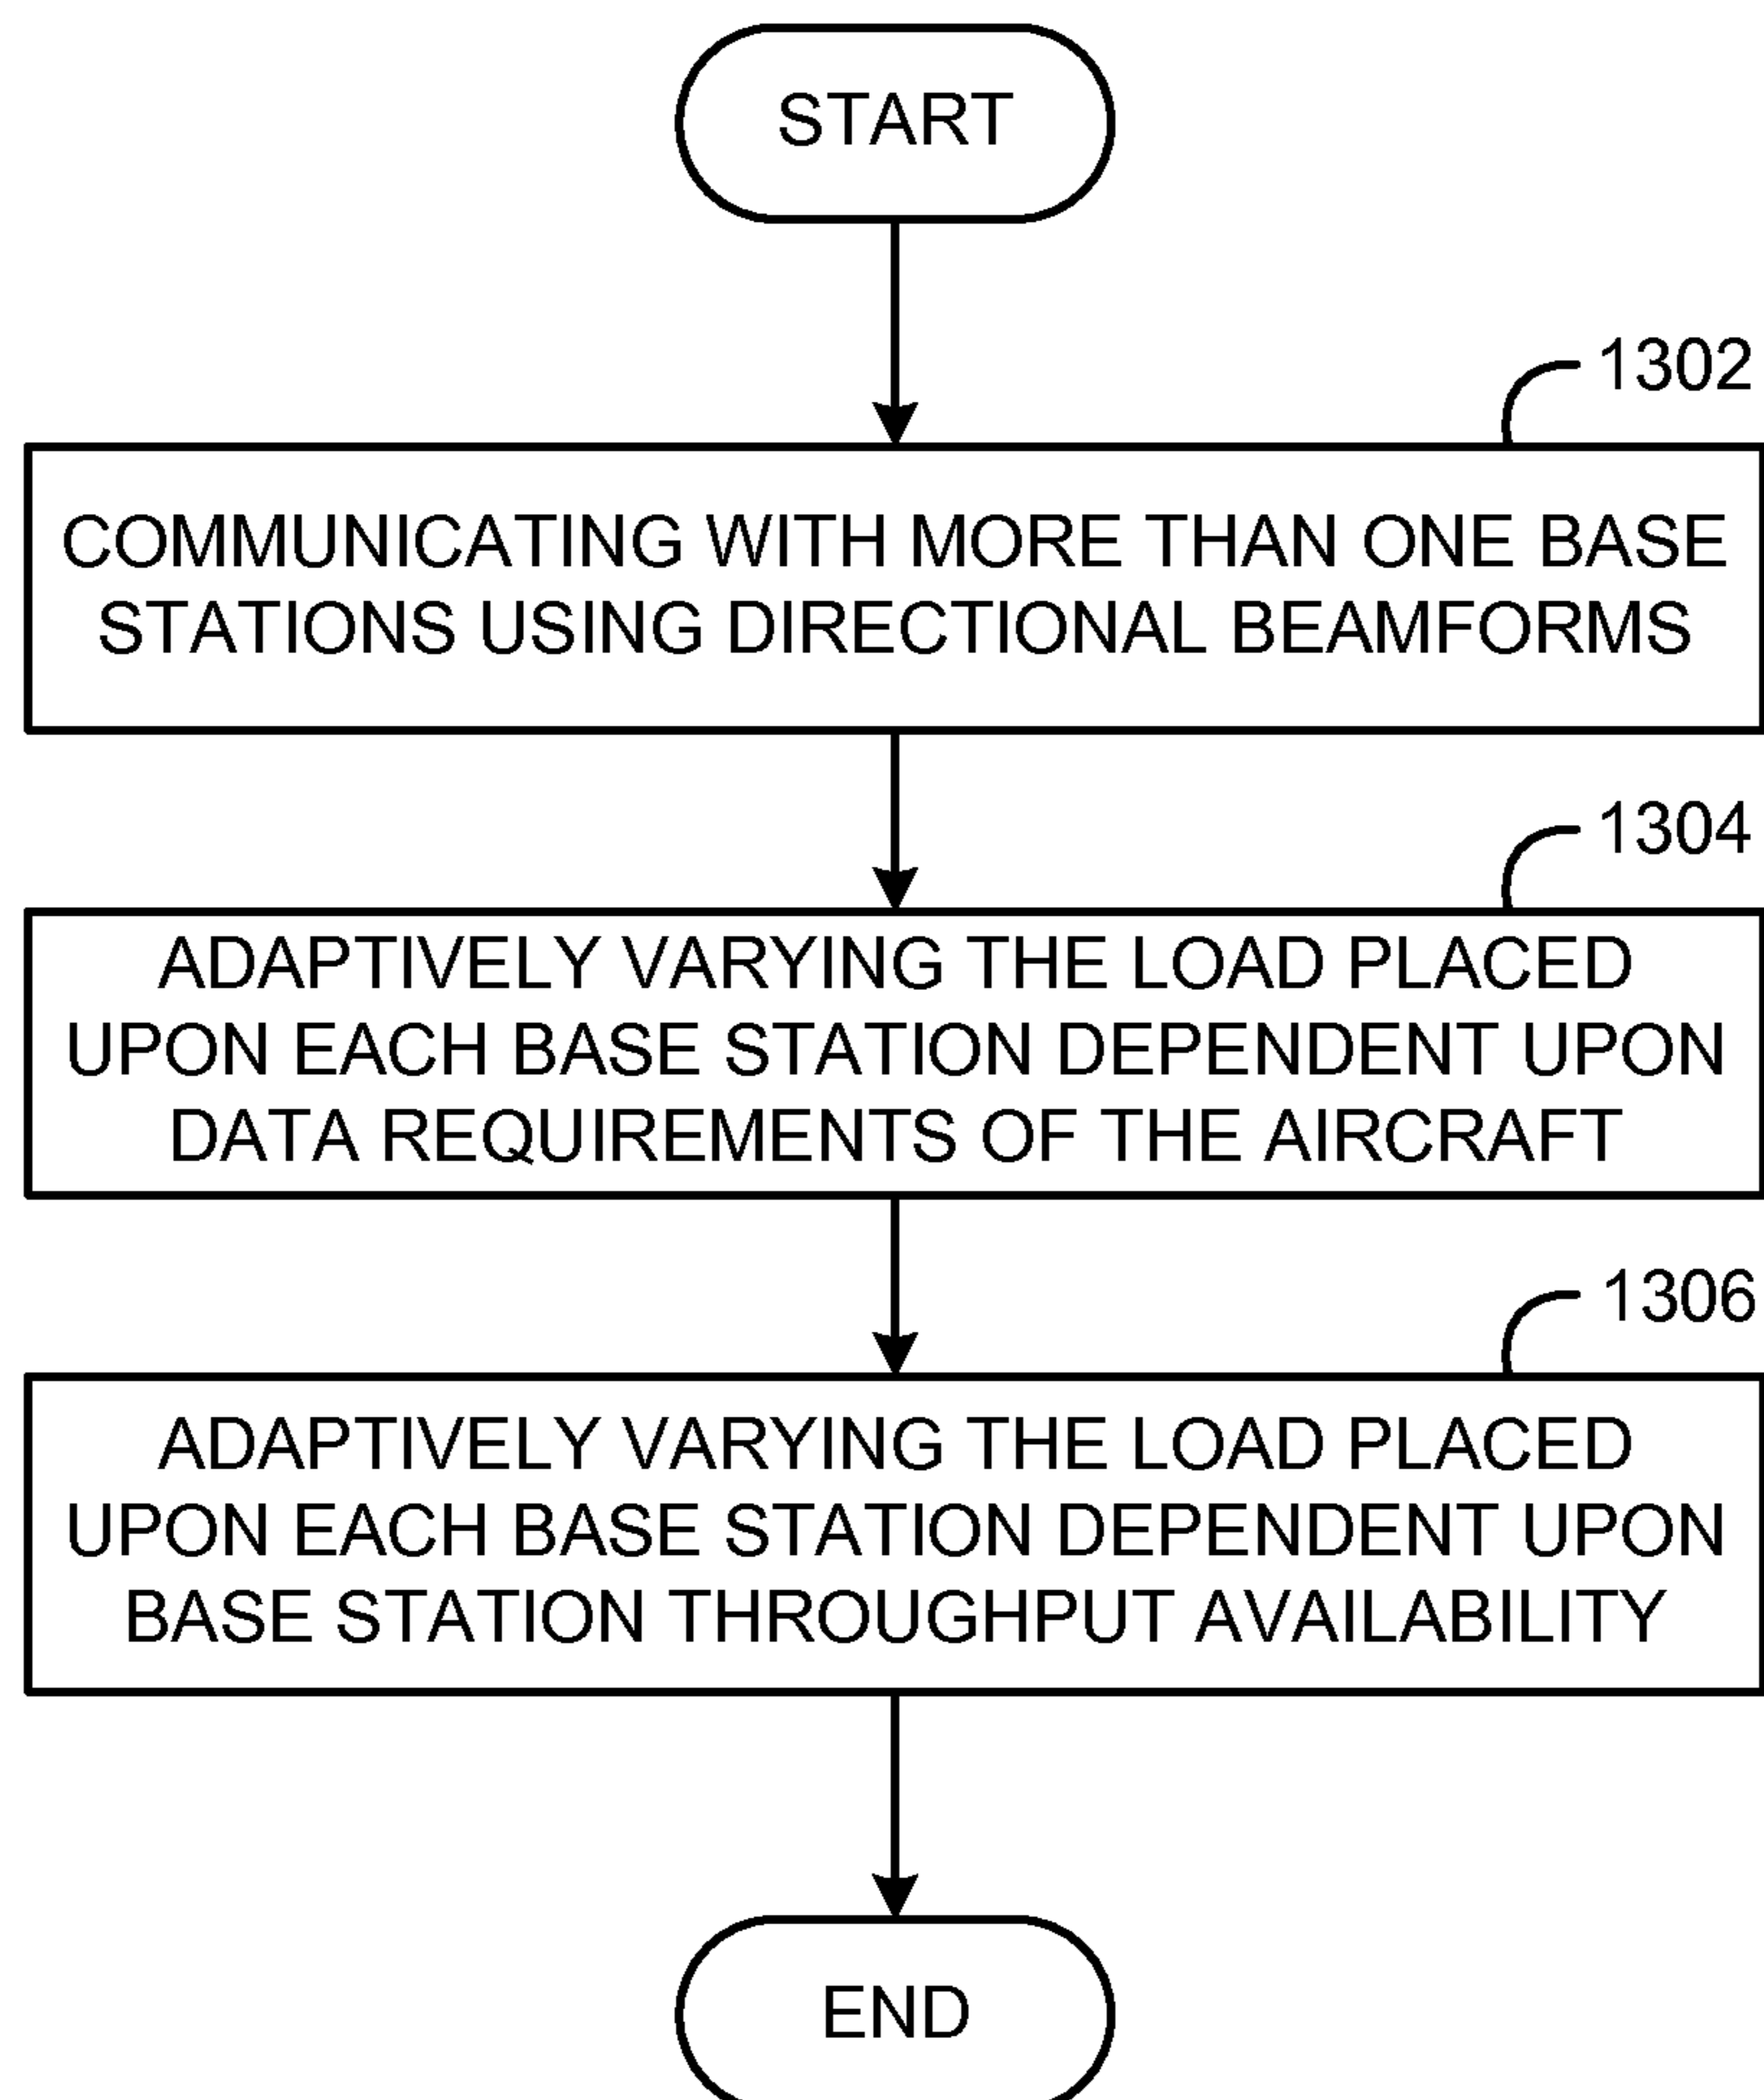 START
1302
COMMUNICATING WITH MORE THAN ONE BASE
STATIONS USING DIRECTIONAL BEAMFORMS
1304
ADAPTIVELY VARYING THE LOAD PLACED
UPON EACH BASE STATION DEPENDENT UPON
DATA REQUIREMENTS OF THE AIRCRAFT
1306
ADAPTIVELY VARYING THE LOAD PLACED
UPON EACH BASE STATION DEPENDENT UPON
BASE STATION THROUGHPUT AVAILABILITY
END